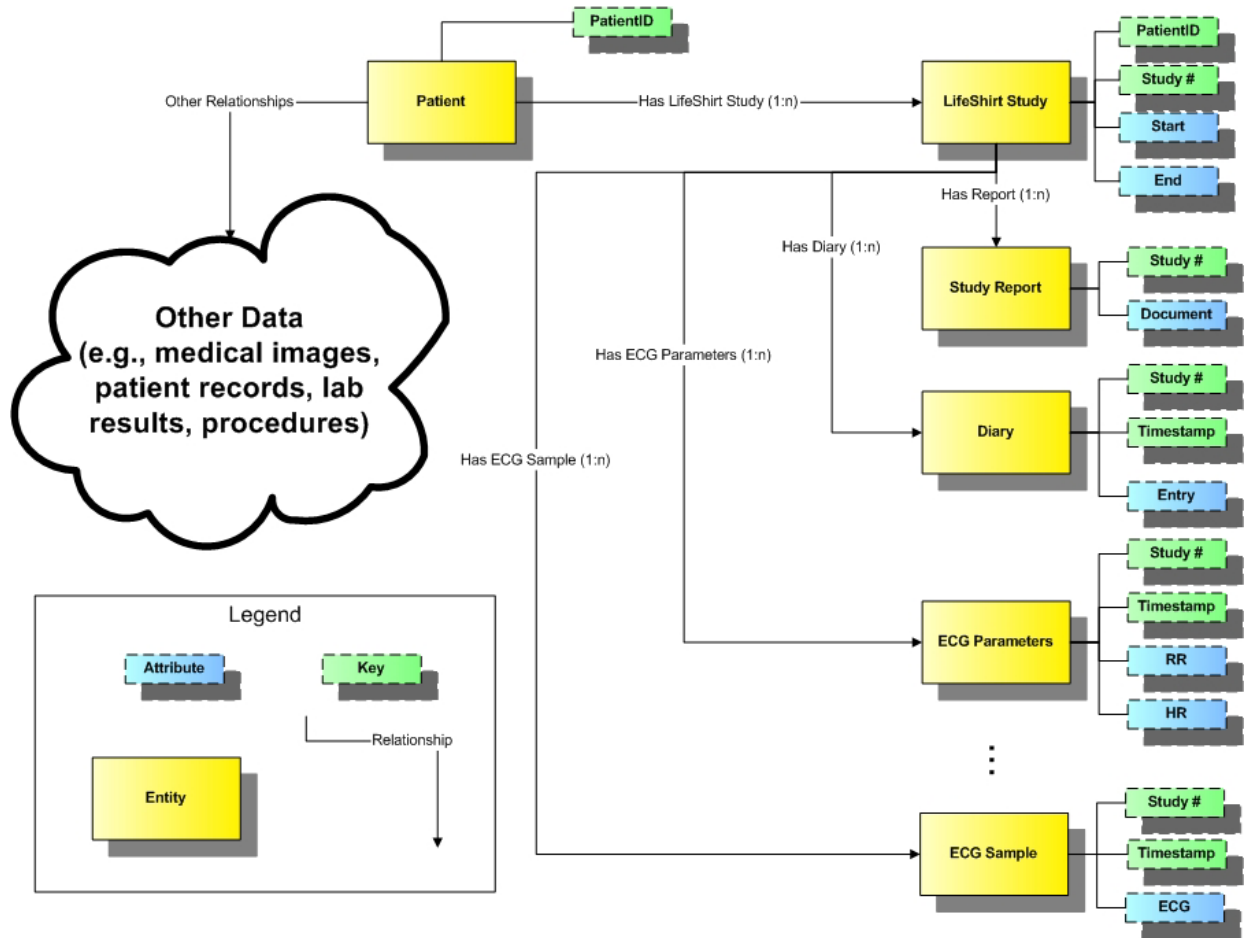 PatientID
Patient
Other Relationships
Has LifeShirt Study (1:n)
LifeShirt Study
PatientID
Study #
Start
End
Has Report (1:n)
Has Diary (1:n)
Study Report
Study #
Document
Other Data
(e.g., medical images,
patient records, lab
results, procedures)
Has ECG Parameters (1:n)
Diary
Study #
Timestamp
Entry
Has ECG Sample (1:n)
ECG Parameters
Study #
Timestamp
RR
HR
ECG Sample
Study #
Timestamp
ECG
Legend
Attribute
Key
Relationship
Entity